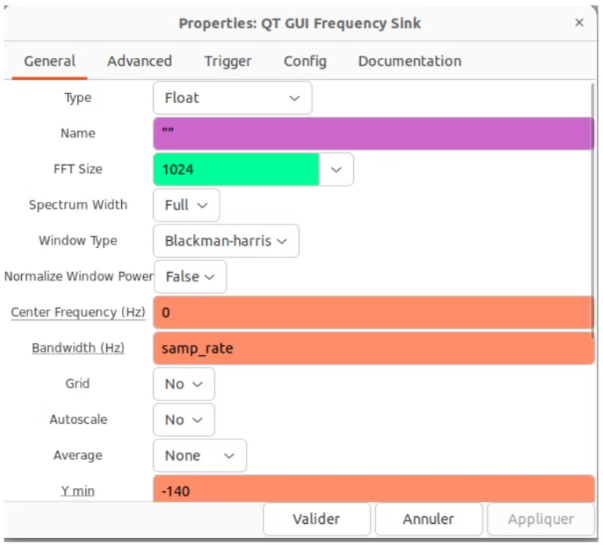 Properties: QT GUI Frequency Sink ×
General Advanced Trigger Config Documentation
Type Float
Name ""
FFT Size 1024
Spectrum Width Full
Window Type Blackman-harris
Normalize Window Power False
Center Frequency (Hz) 0
Bandwidth (Hz) samp_rate
Grid No
Autoscale No
Average None
Y min -140
Valider Annuler Appliquer